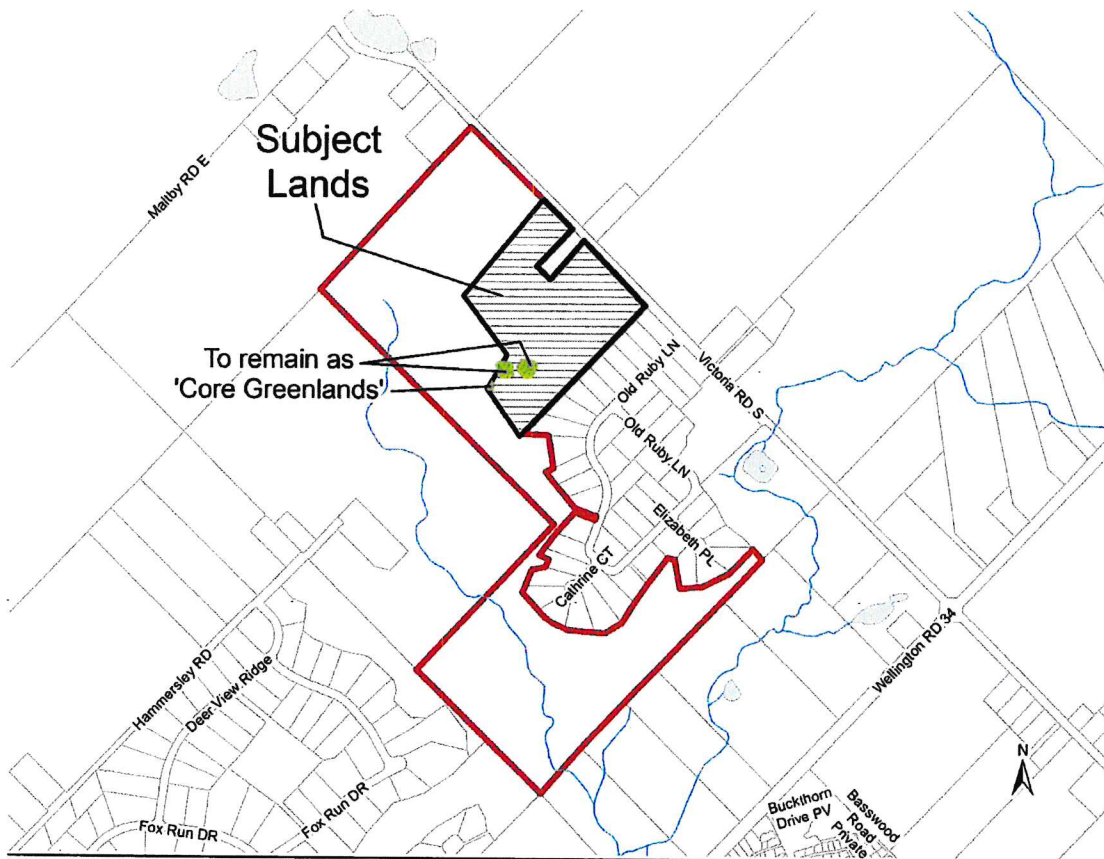 Subject
Lands
Maltby RD E
To remain as
'Core Greenlands'
Old Ruby LN
Victoria RD S
Old Ruby LN
Elizabeth PL
Cathrine CT
Wellington RD 34
Hammersley RD
Deer View Ridge
Fox Run DR
Fox Run DR
N
Buckthorn
Drive PV
Basswood
Road
Private